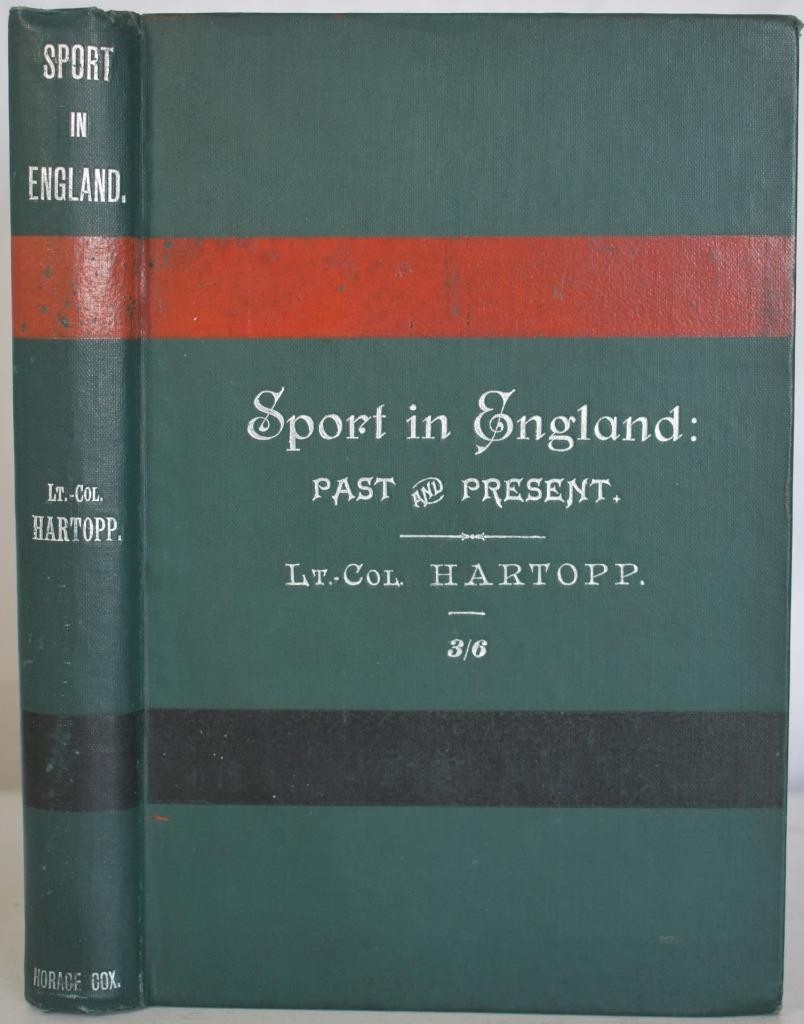 SPORT
IN
ENGLAND.
LT.-COL.
HARTOPP.
HORACE COX.
Sport in England:
PAST AND PRESENT.
LT.-COL. HARTOPP.
3/6